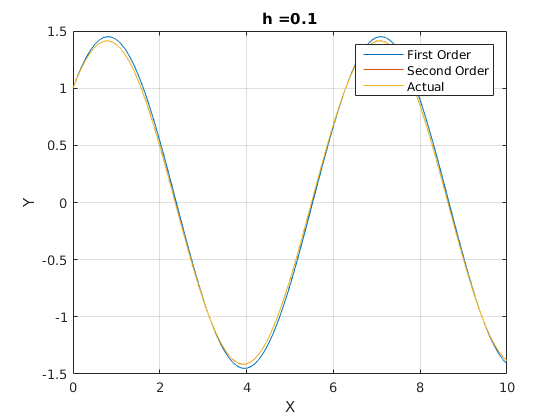 h =0.1
1.5
First Order
Second Order
Actual
1
0.5
0
-0.5
-1
-1.5
Y
0 2 4 6 8 10
X